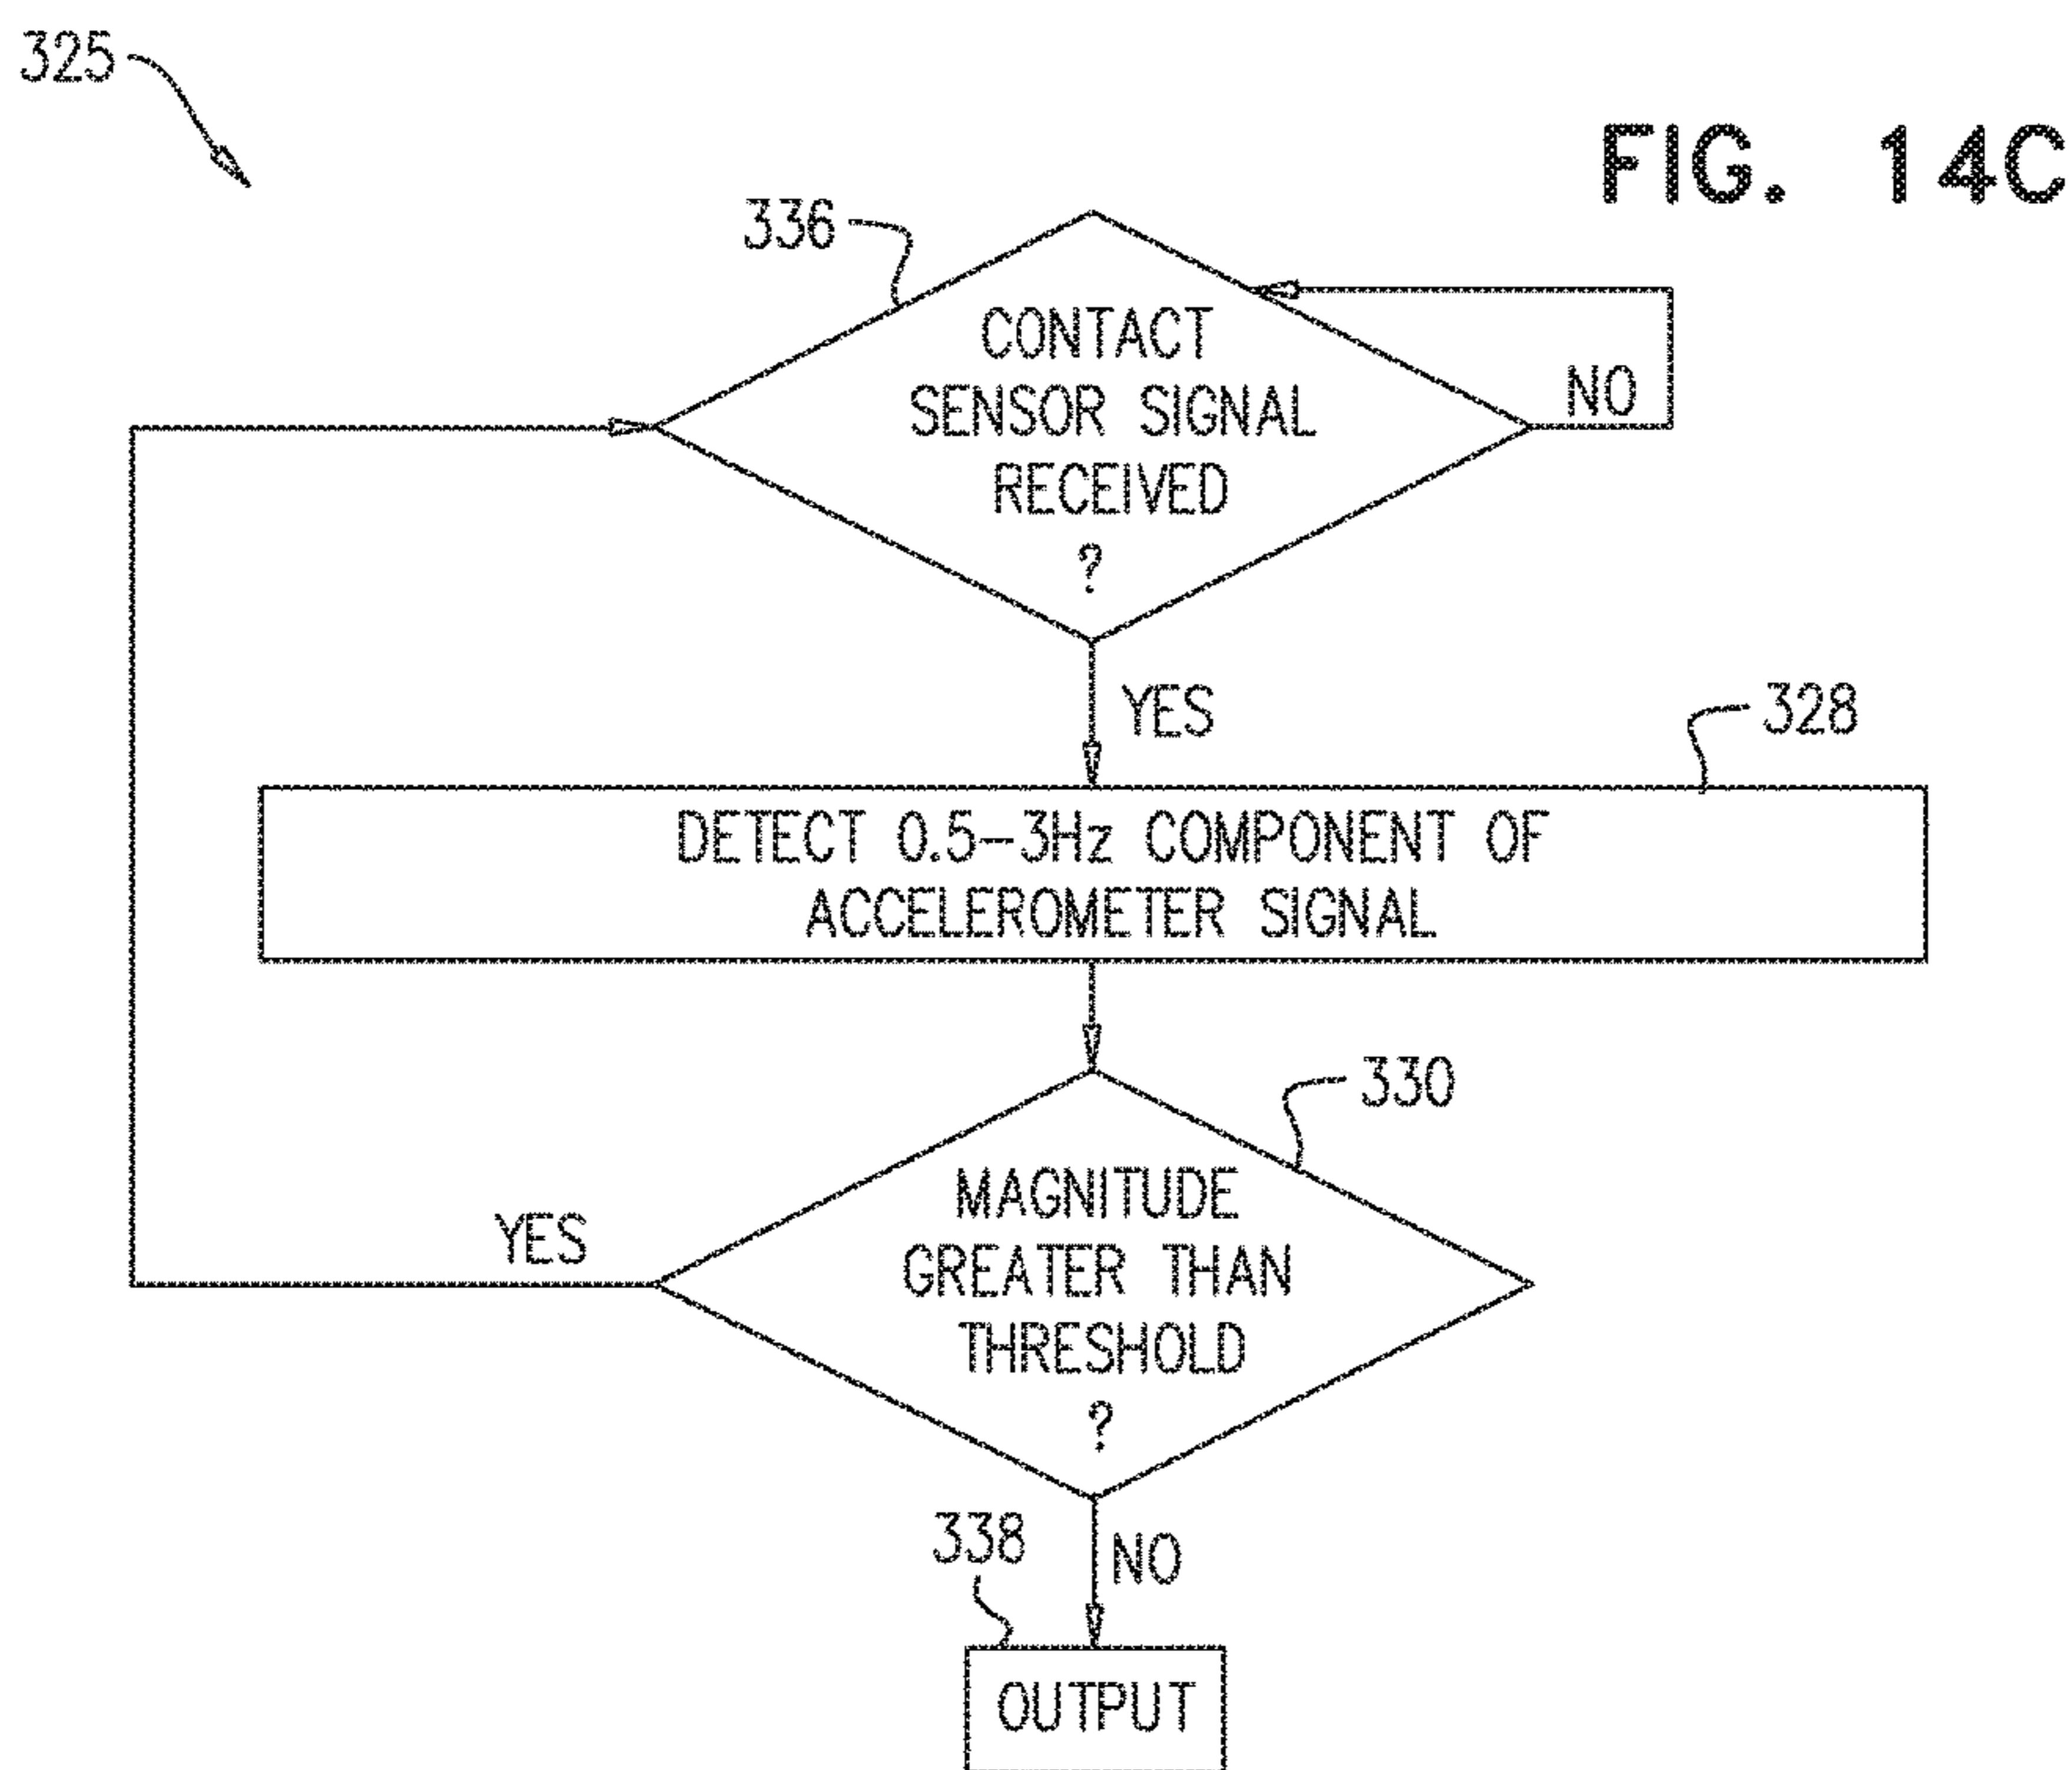 325
FIG. 14C
336
CONTACT
SENSOR SIGNAL
RECEIVED
?
NO
YES
328
DETECT 0.5-3Hz COMPONENT OF
ACCELEROMETER SIGNAL
330
MAGNITUDE
GREATER THAN
THRESHOLD
?
YES
338
NO
OUTPUT